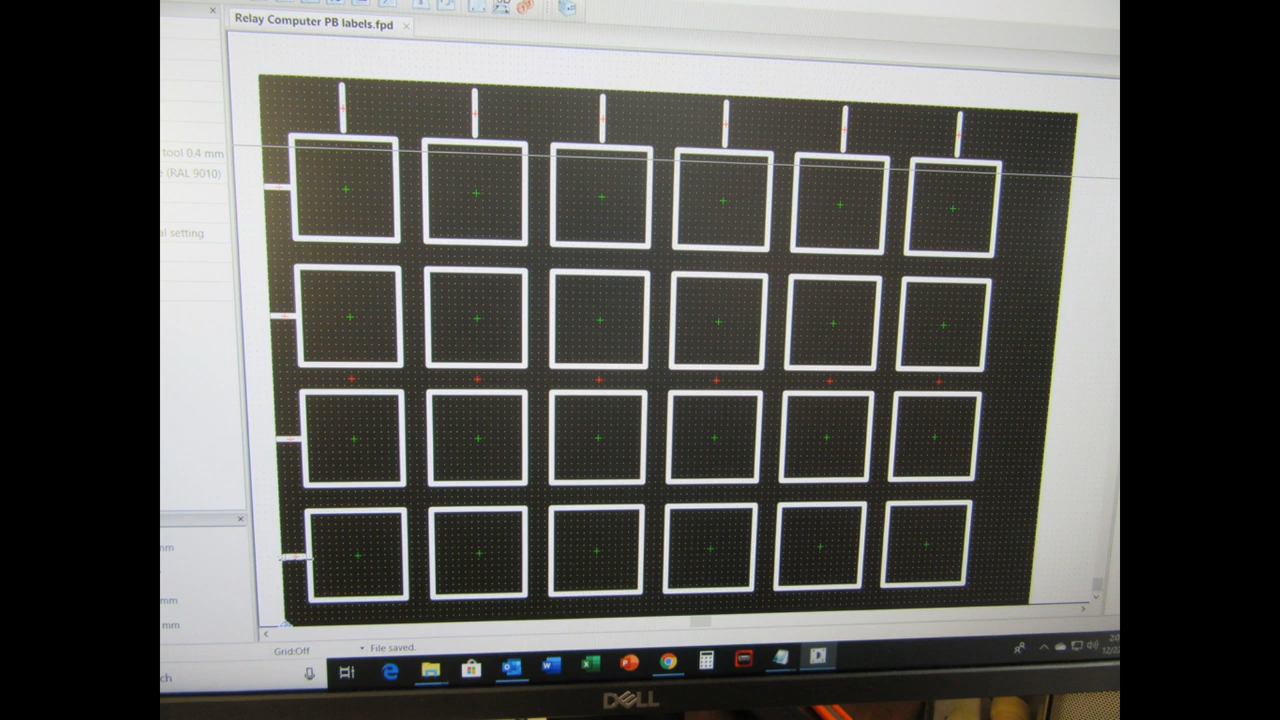 Relay Computer PB labels.fpd
tool 0.4 mm
(RAL 9010)
setting
mm
mm
mm
Grid:Off
File saved.
DELL